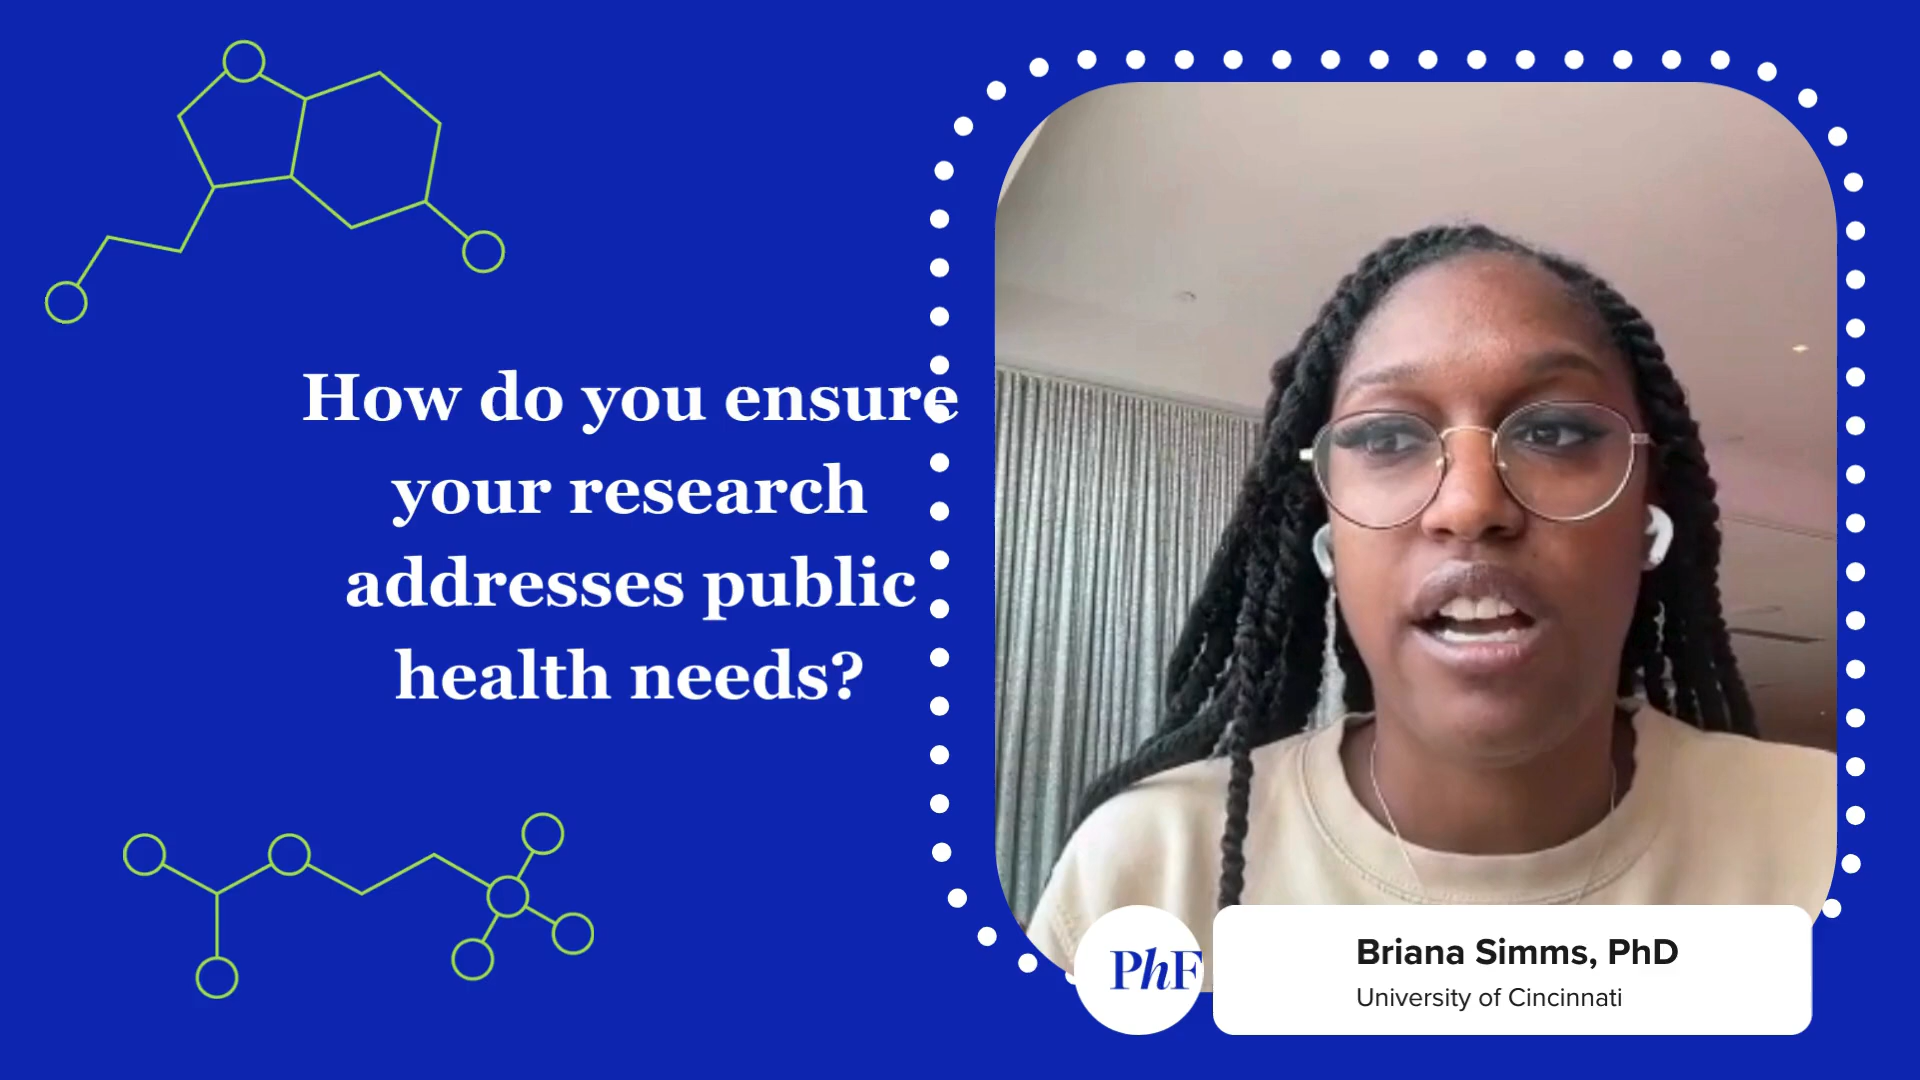 How do you ensure
your research
addresses public
health needs?
PhF
Briana Simms, PhD
University of Cincinnati